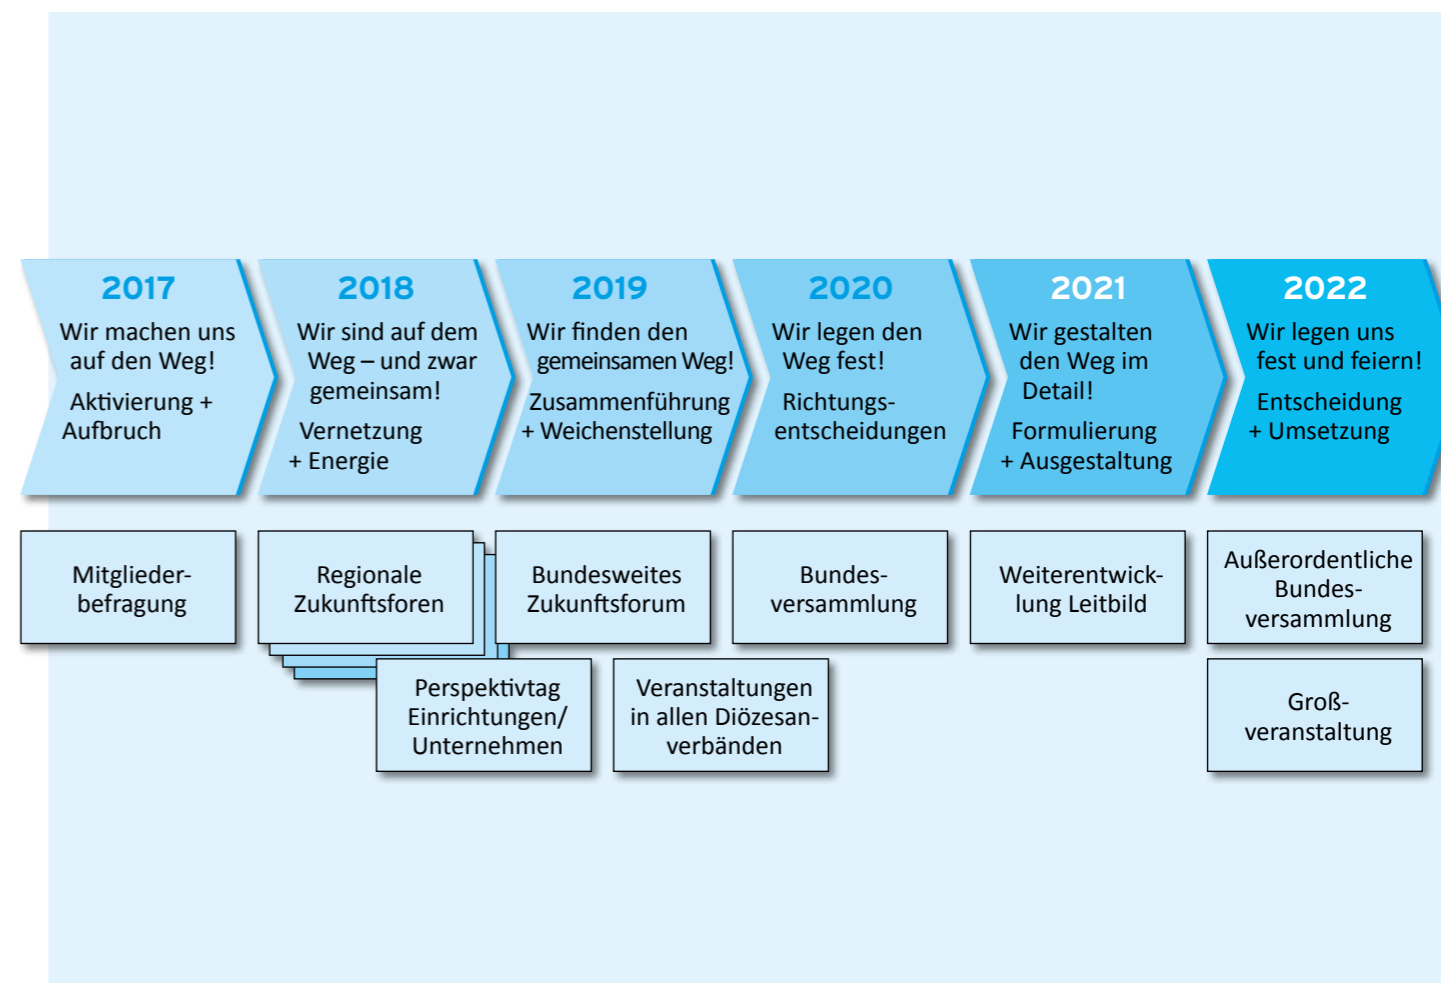 2017
Wir machen uns
auf den Weg!
Aktivierung +
Aufbruch
2018
Wir sind auf dem
Weg – und zwar
gemeinsam!
Vernetzung
+ Energie
2019
Wir finden den
gemeinsamen Weg!
Zusammenführung
+ Weichenstellung
2020
Wir legen den
Weg fest!
Richtungs-
entscheidungen
2021
Wir gestalten
den Weg im
Detail!
Formulierung
+ Ausgestaltung
2022
Wir legen uns
fest und feiern!
Entscheidung
+ Umsetzung
Mitglieder-
befragung
Regionale
Zukunftsforen
Bundesweites
Zukunftsforum
Bundes-
versammlung
Weiterentwick-
lung Leitbild
Außerordentliche
Bundes-
versammlung
Perspektivtag
Einrichtungen/
Unternehmen
Veranstaltungen
in allen Diözesan-
verbänden
Groß-
veranstaltung